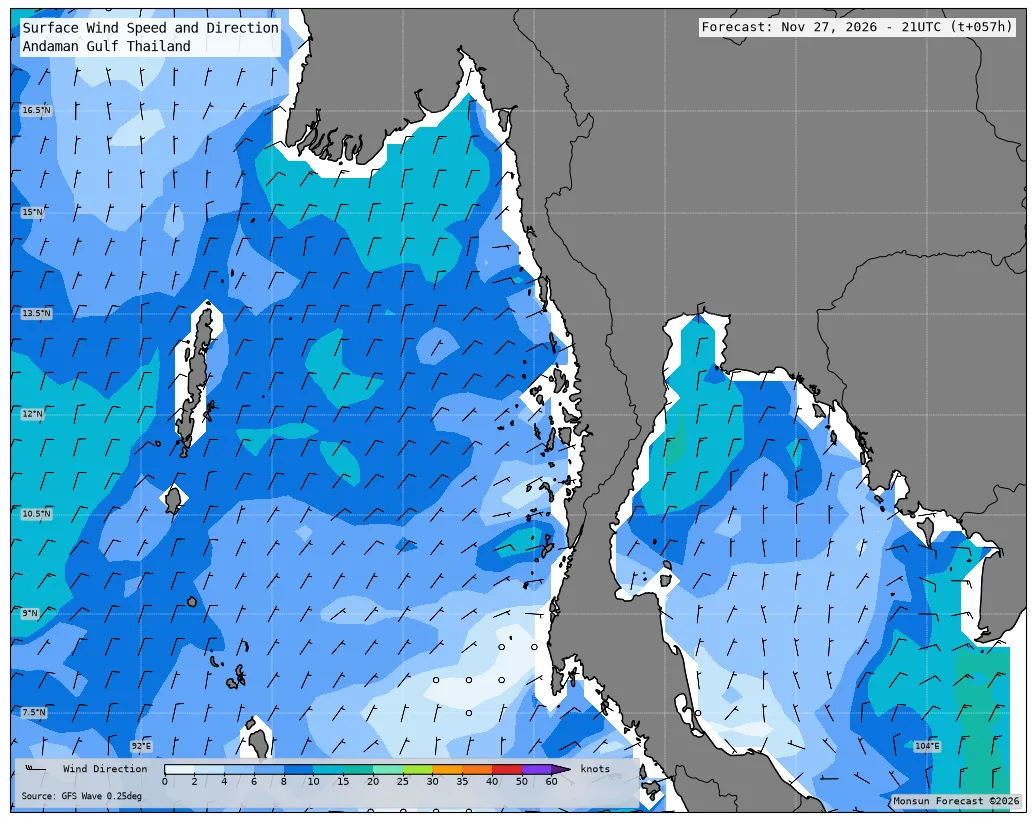 Surface Wind Speed and Direction
Andaman Gulf Thailand
Forecast: Nov 27, 2026 - 21UTC (t+057h)
16.5°N
15°N
13.5°N
12°N
10.5°N
9°N
7.5°N
92°E
104°E
Wind Direction
knots
0 2 4 6 8 10 15 20 25 30 35 40 50 60
Source: GFS Wave 0.25deg
Monsun Forecast ©2026